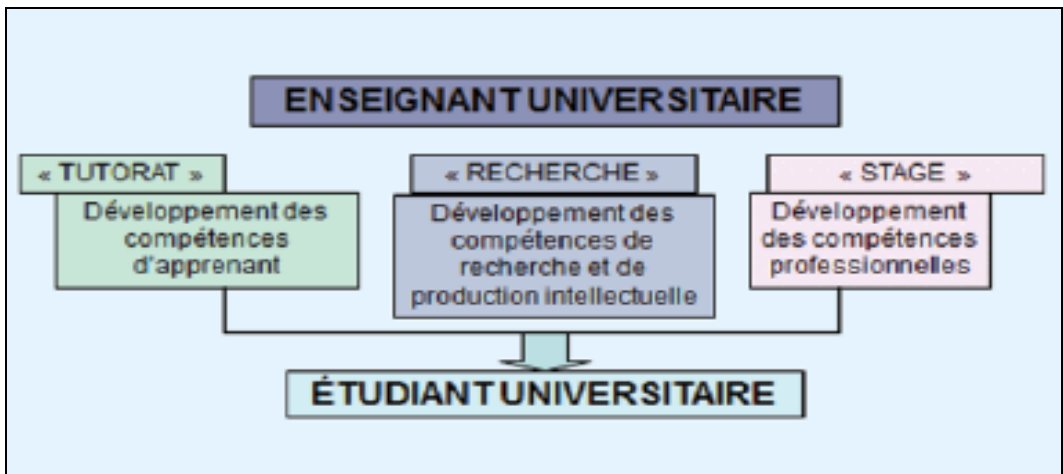 ENSEIGNANT UNIVERSITAIRE
« TUTORAT »
Développement des
compétences
d'apprenant
« RECHERCHE »
Développement des
compétences de
recherche et de
production intellectuelle
« STAGE »
Dévelopement
des compétences
professionnelles
ÉTUDIANT UNIVERSITAIRE